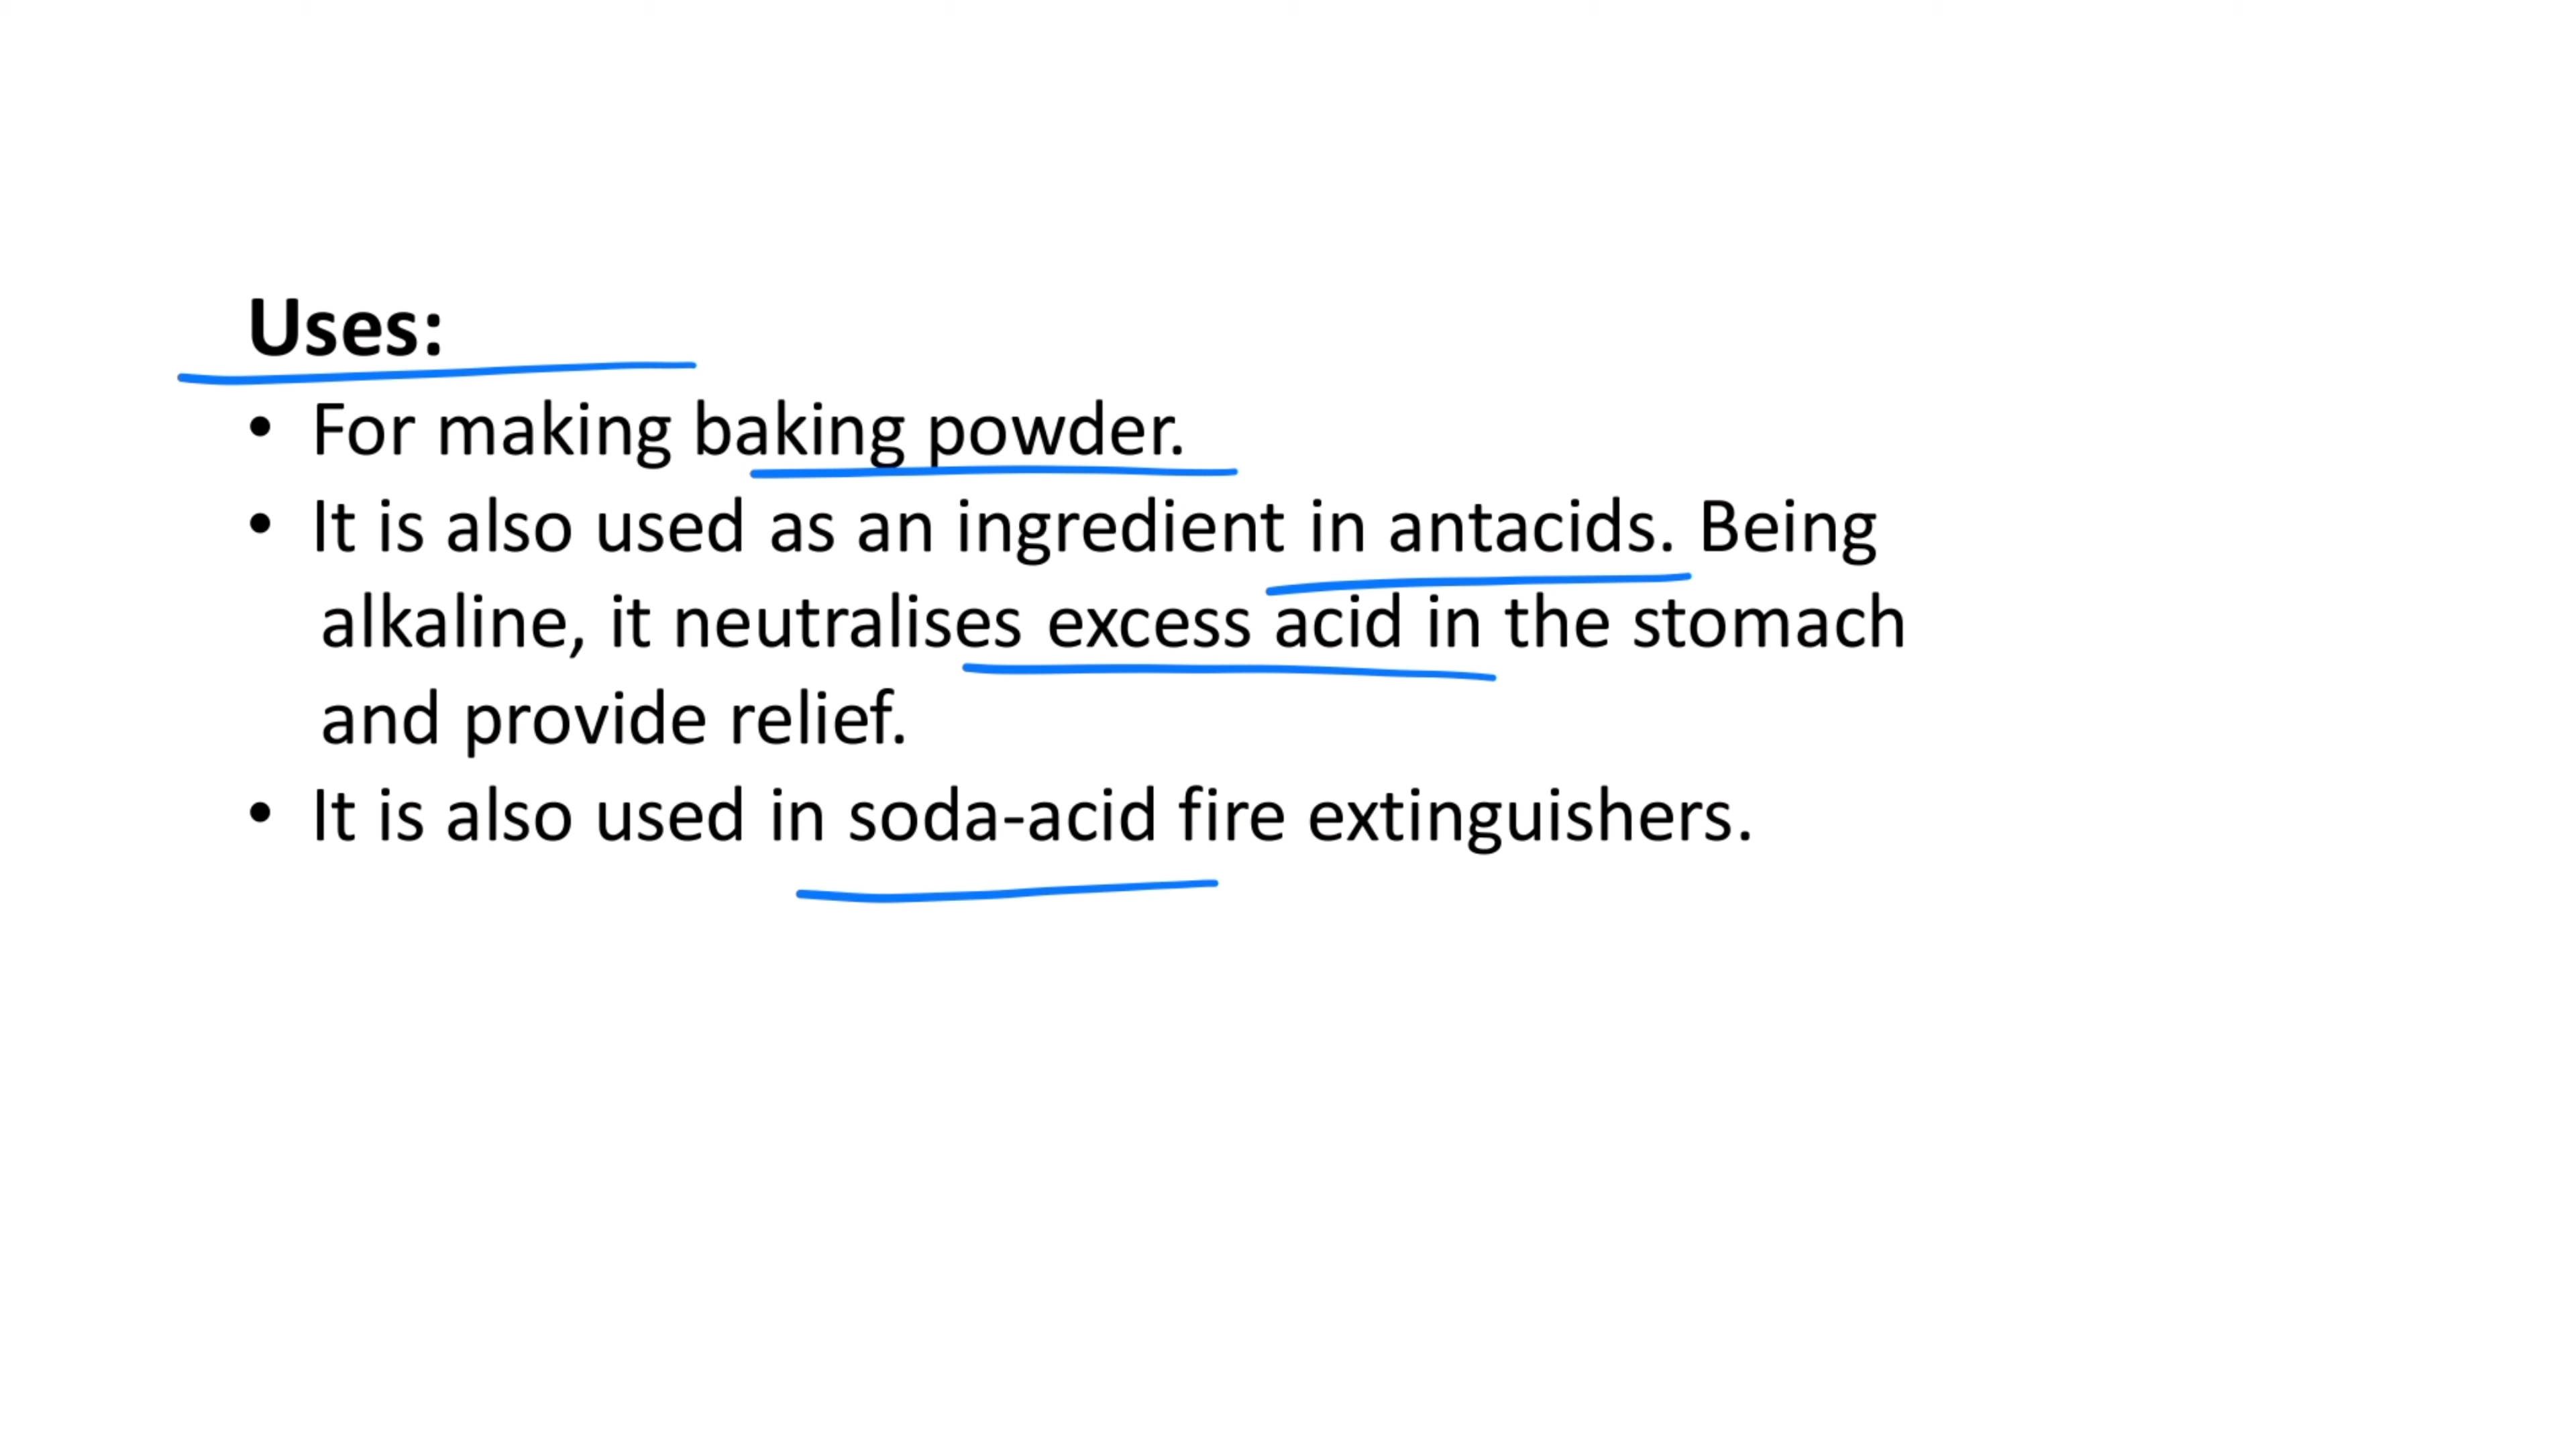 Uses:
• For making baking powder.
• It is also used as an ingredient in antacids. Being
alkaline, it neutralises excess acid in the stomach
and provide relief.
• It is also used in soda-acid fire extinguishers.